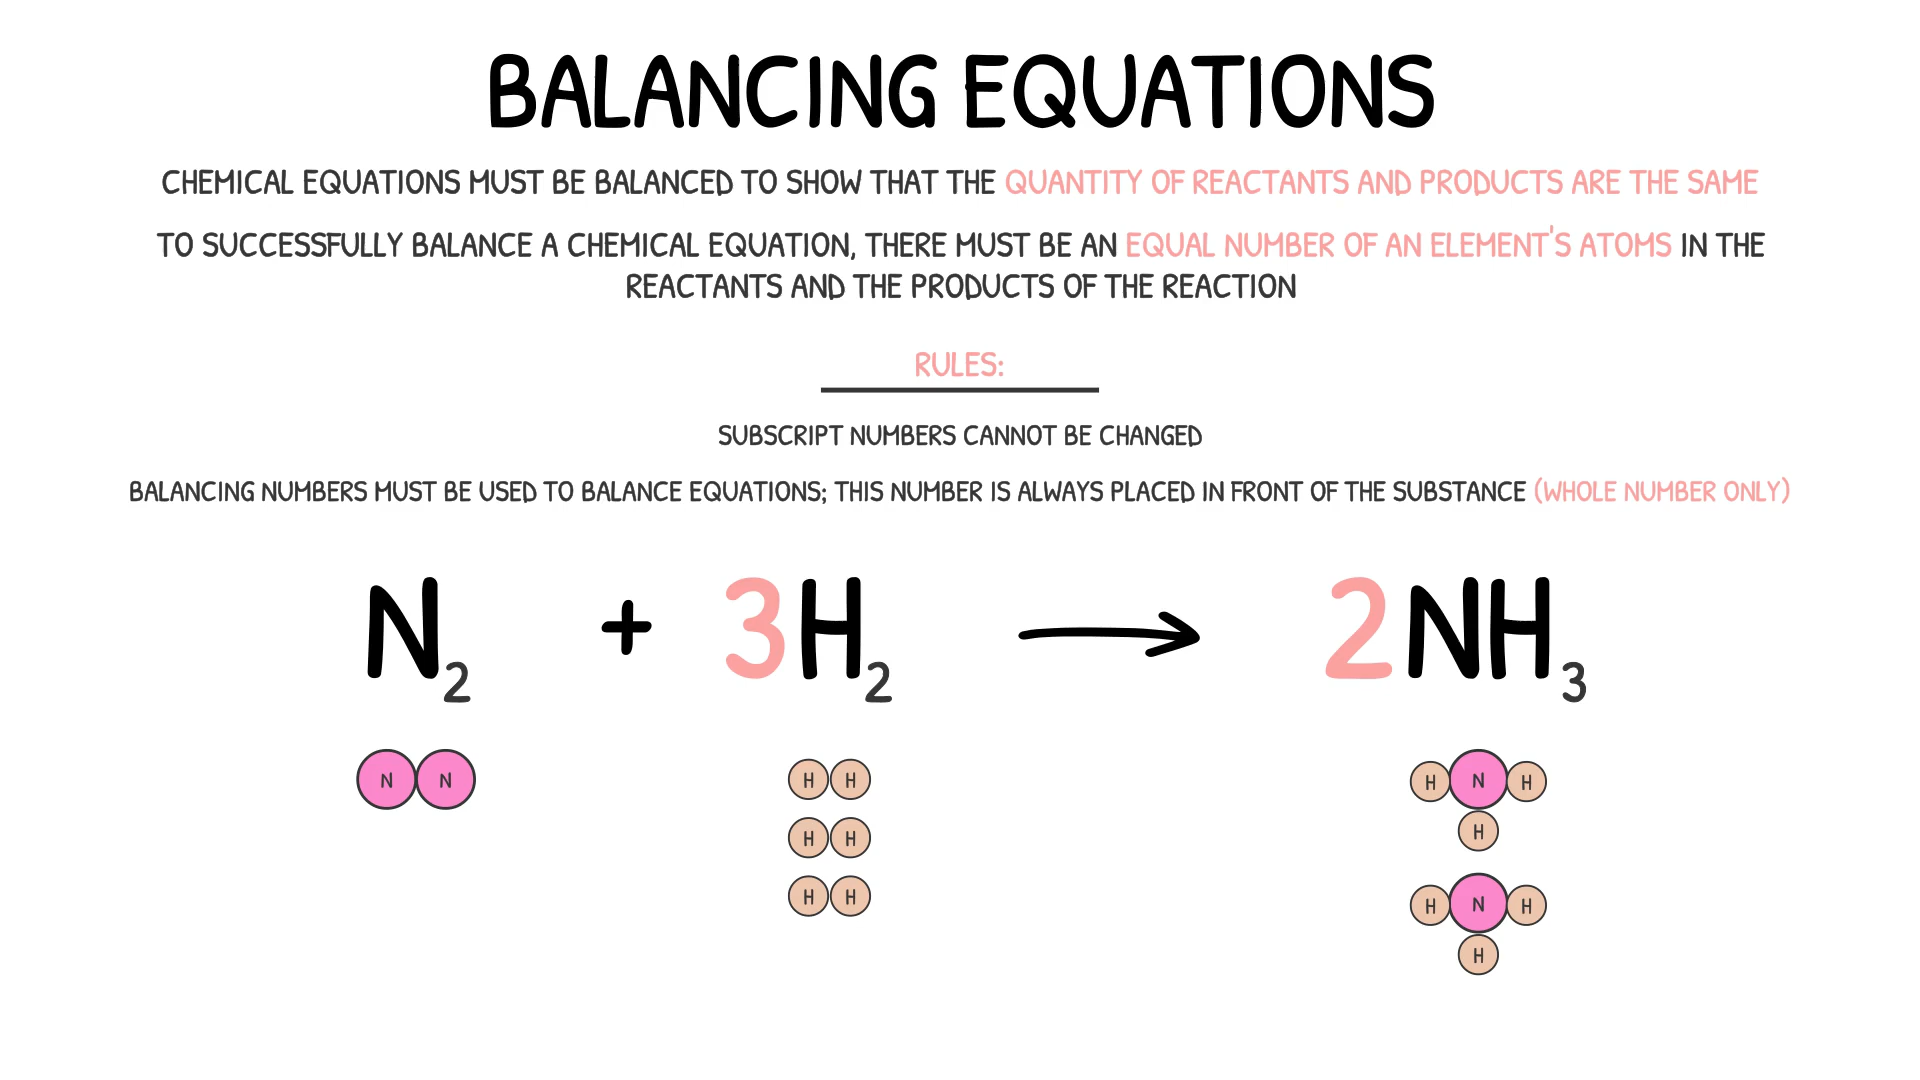 BALANCING EQUATIONS
CHEMICAL EQUATIONS MUST BE BALANCED TO SHOW THAT THE QUANTITY OF REACTANTS AND PRODUCTS ARE THE SAME
TO SUCCESSFULLY BALANCE A CHEMICAL EQUATION, THERE MUST BE AN EQUAL NUMBER OF AN ELEMENT'S ATOMS IN THE
REACTANTS AND THE PRODUCTS OF THE REACTION
RULES:
SUBSCRIPT NUMBERS CANNOT BE CHANGED
BALANCING NUMBERS MUST BE USED TO BALANCE EQUATIONS; THIS NUMBER IS ALWAYS PLACED IN FRONT OF THE SUBSTANCE (WHOLE NUMBER ONLY)
N₂ + 3H₂ → 2NH₃
N N H H H N H
H H H
H H H N H
H